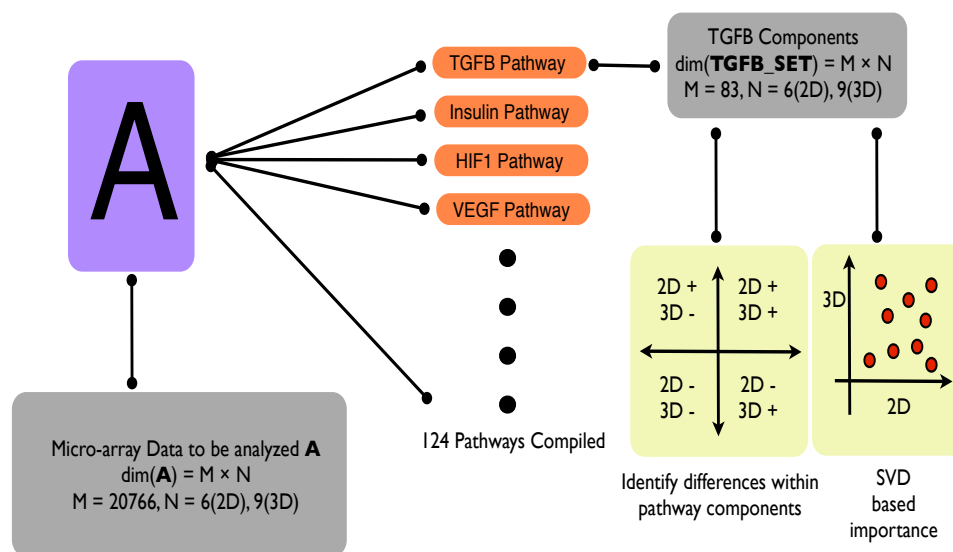 A
TGFB Pathway
Insulin Pathway
HIF1 Pathway
VEGF Pathway
124 Pathways Compiled
TGFB Components
dim(TGFB_SET) = M × N
M = 83, N = 6(2D), 9(3D)
Micro-array Data to be analyzed A
dim(A) = M × N
M = 20766, N = 6(2D), 9(3D)
2D +
3D -
2D +
3D +
2D -
3D -
2D -
3D +
Identify differences within
pathway components
3D
2D
SVD
based
importance